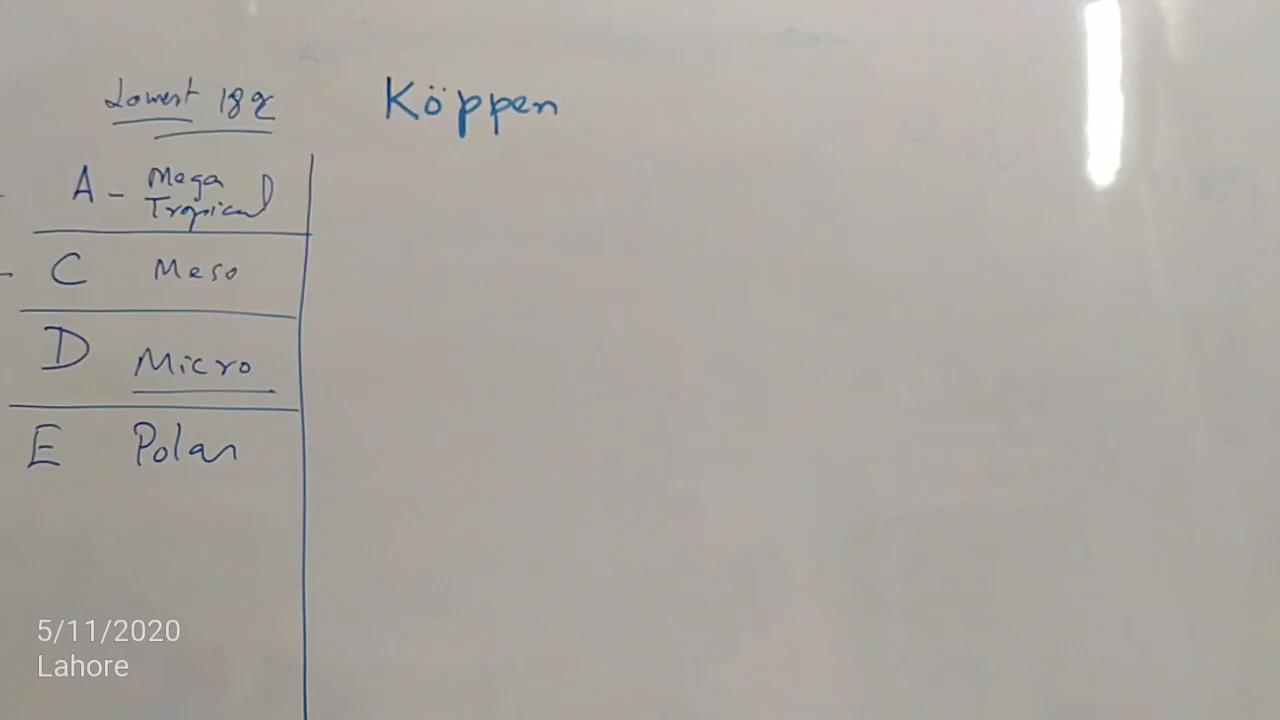 Lowest 18°C
Köppen
A - Mega
Tropical
C Meso
D Micro
E Polar
5/11/2020
Lahore